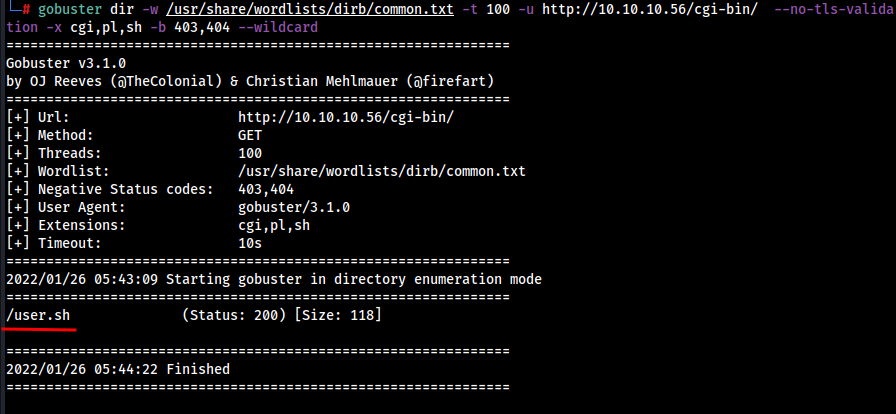 └─# gobuster dir -w /usr/share/wordlists/dirb/common.txt -t 100 -u http://10.10.10.56/cgi-bin/  --no-tls-valida
tion -x cgi,pl,sh -b 403,404 --wildcard
===============================================================
Gobuster v3.1.0
by OJ Reeves (@TheColonial) & Christian Mehlmauer (@firefart)
===============================================================
[+] Url:                     http://10.10.10.56/cgi-bin/
[+] Method:                  GET
[+] Threads:                 100
[+] Wordlist:                /usr/share/wordlists/dirb/common.txt
[+] Negative Status codes:   403,404
[+] User Agent:              gobuster/3.1.0
[+] Extensions:              cgi,pl,sh
[+] Timeout:                 10s
===============================================================
2022/01/26 05:43:09 Starting gobuster in directory enumeration mode
===============================================================
/user.sh              (Status: 200) [Size: 118]
===============================================================
2022/01/26 05:44:22 Finished
===============================================================